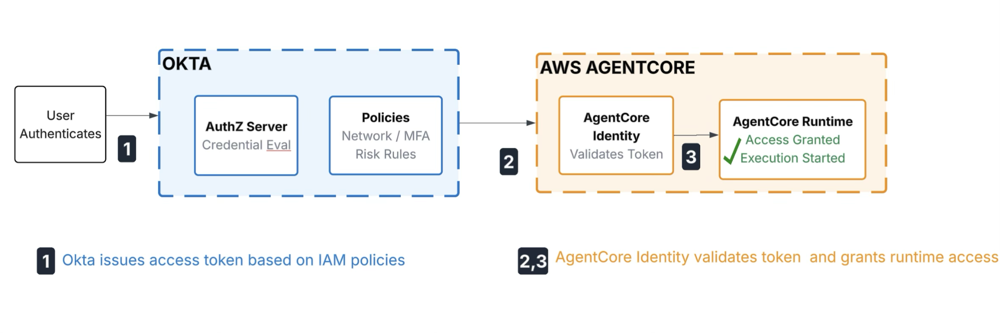 OKTA
AWS AGENTCORE
User
Authenticates
1
AuthZ Server
Credential Eval
Policies
Network / MFA
Risk Rules
2
AgentCore
Identity
Validates Token
3
AgentCore Runtime
Access Granted
Execution Started
1 Okta issues access token based on IAM policies
2,3 AgentCore Identity validates token and grants runtime access